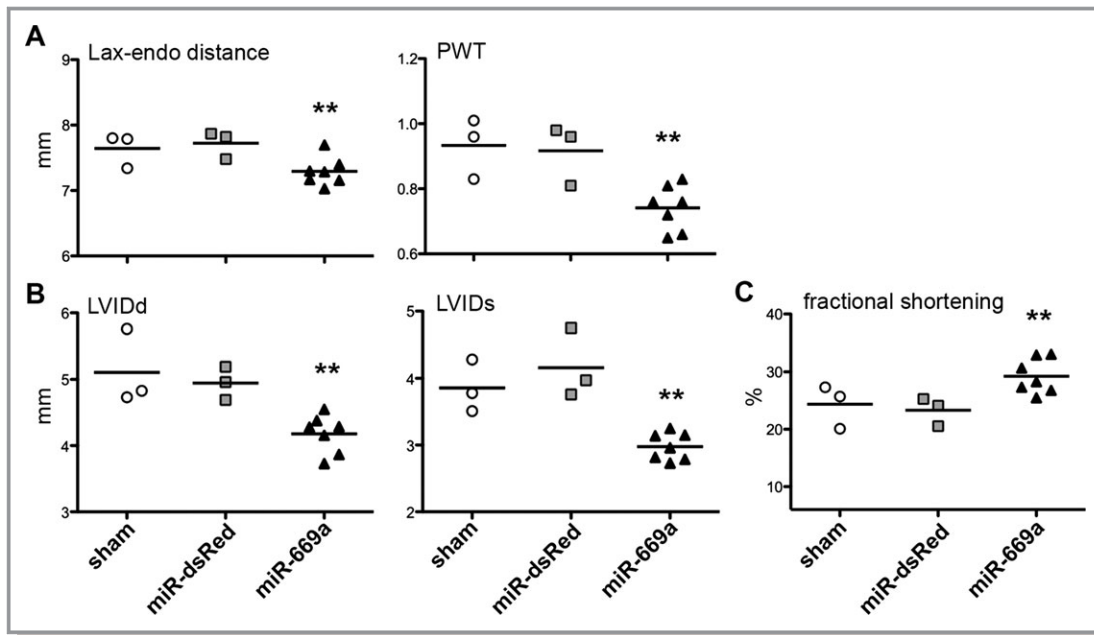 A
Lax-endo distance
PWT
mm
9
8
7
6
**
1.2
1.0
0.8
0.6
**
B
LVIDd
LVIDs
mm
6
5
4
3
**
5
4
3
2
**
C
fractional shortening
%
40
30
20
10
**
sham
miR-dsRed
miR-669a
sham
miR-dsRed
miR-669a
sham
miR-dsRed
miR-669a